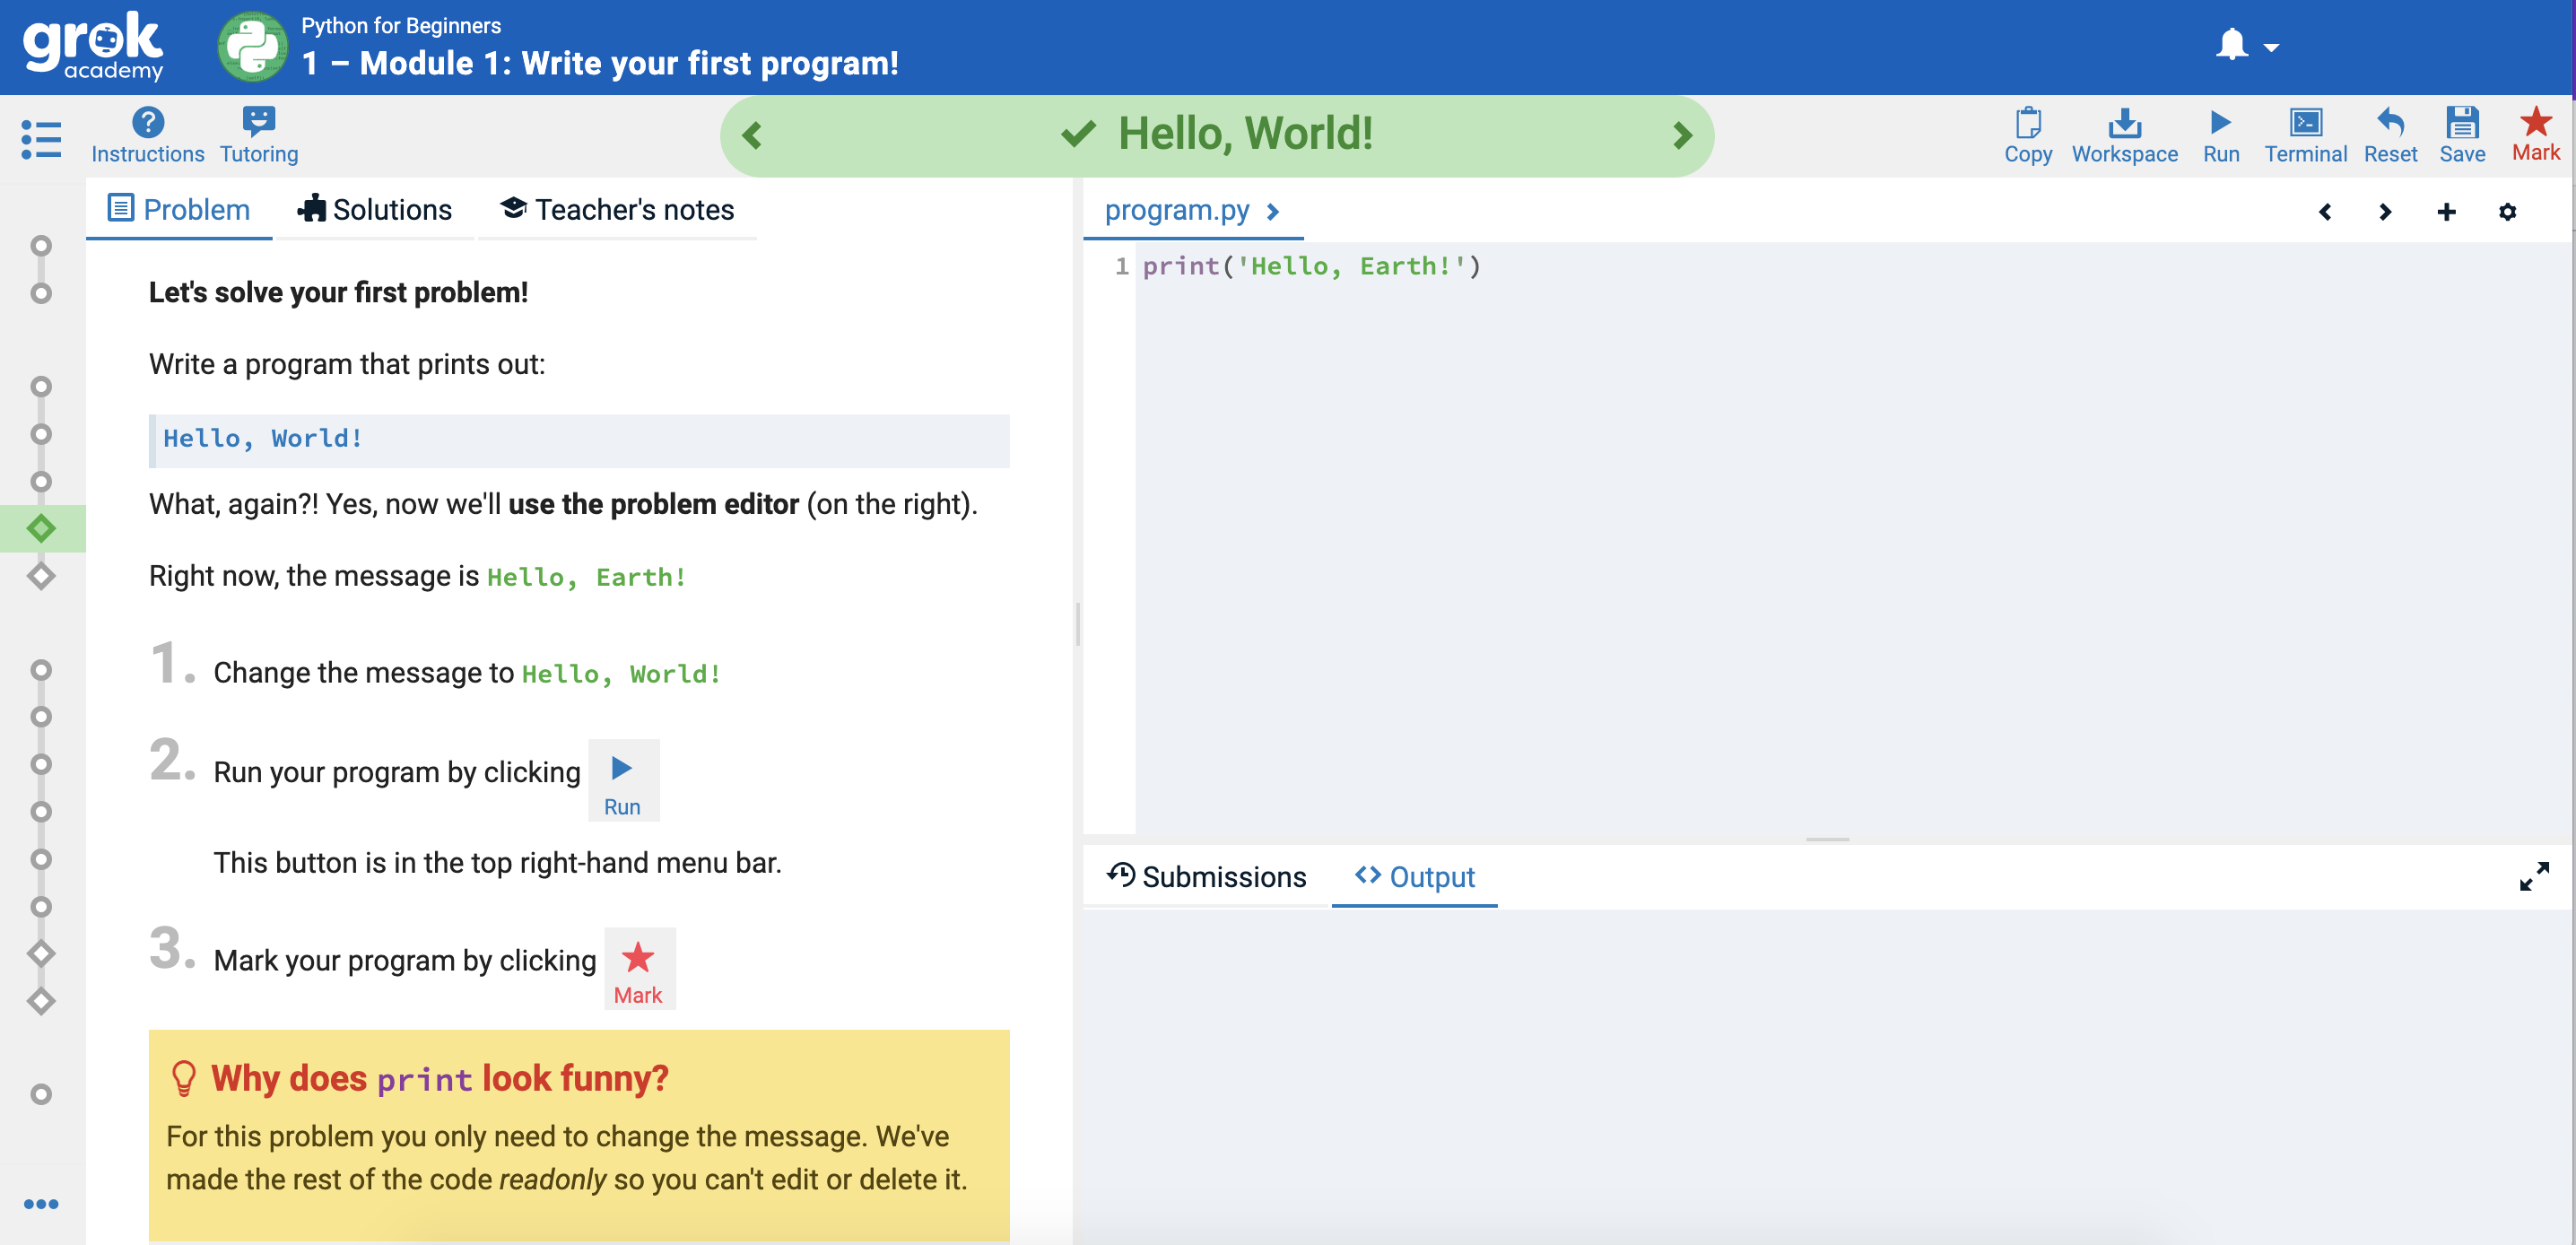 grok academy
Python for Beginners
1 – Module 1: Write your first program!
Instructions
Tutoring
Hello, World!
Copy
Workspace
Run
Terminal
Reset
Save
Mark
Problem
Solutions
Teacher's notes
Let's solve your first problem!
Write a program that prints out:
Hello, World!
What, again?! Yes, now we'll use the problem editor (on the right).
Right now, the message is Hello, Earth!
1. Change the message to Hello, World!
2. Run your program by clicking
Run
This button is in the top right-hand menu bar.
3. Mark your program by clicking
Mark
Why does print look funny?
For this problem you only need to change the message. We've
made the rest of the code readonly so you can't edit or delete it.
program.py
1 print('Hello, Earth!')
Submissions
<> Output